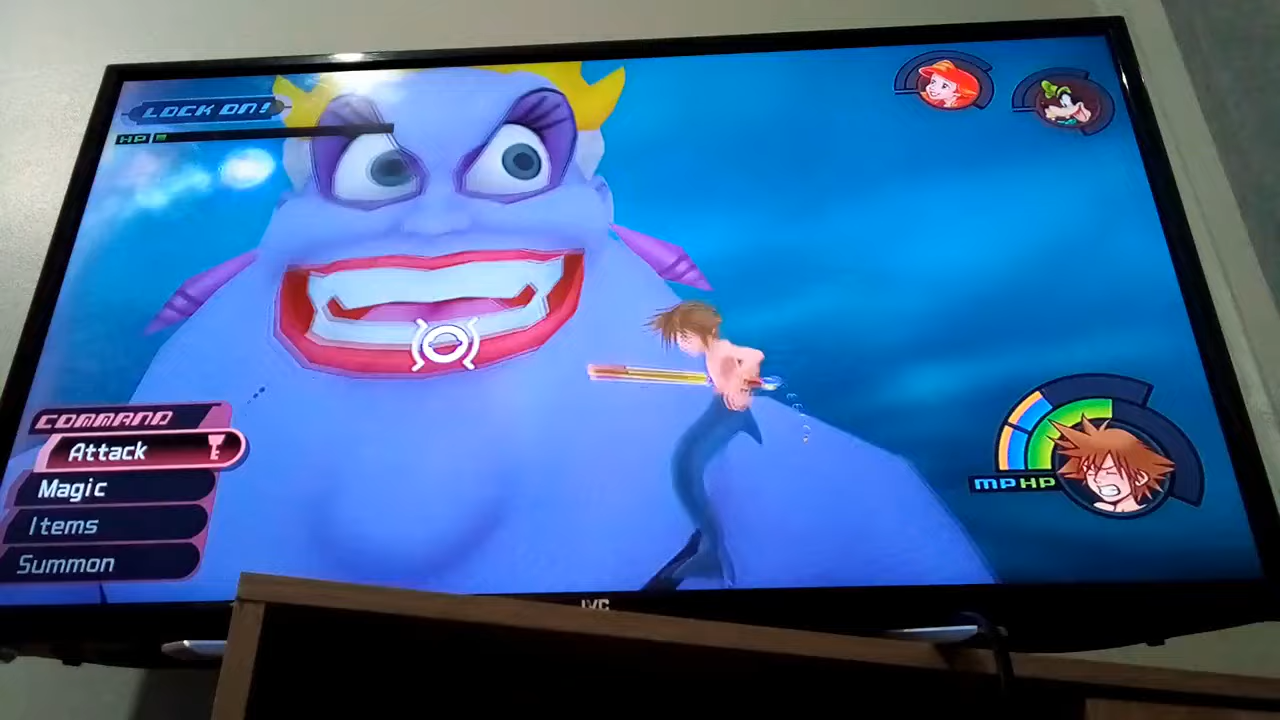 LOCK ON!
HP
COMMAND
Attack
Magic
Items
Summon
MP HP
JVC